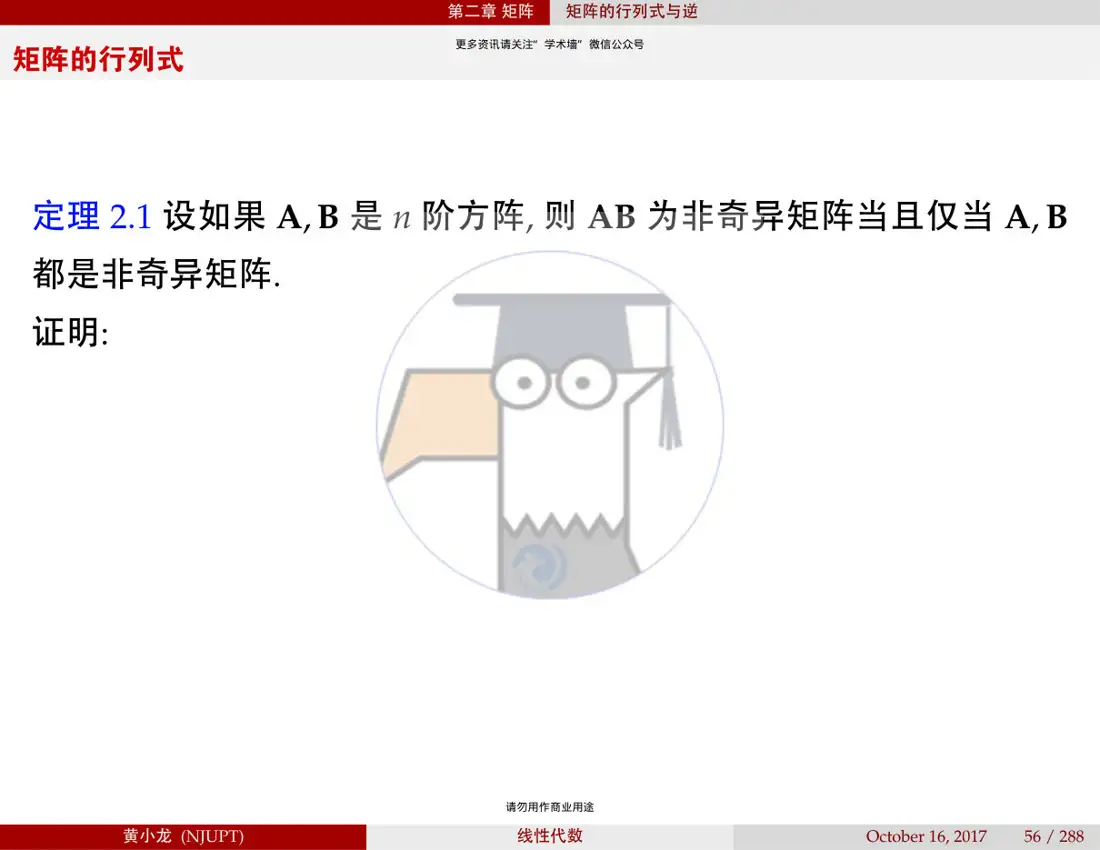 第二章 矩阵 矩阵的行列式与逆
更多资讯请关注“学术墙”微信公众号
矩阵的行列式
定理 2.1 设如果 A, B 是 n 阶方阵, 则 AB 为非奇异矩阵当且仅当 A, B
都是非奇异矩阵.
证明:
请勿用作商业用途
黄小龙 (NJUPT) 线性代数 October 16, 2017 56 / 288